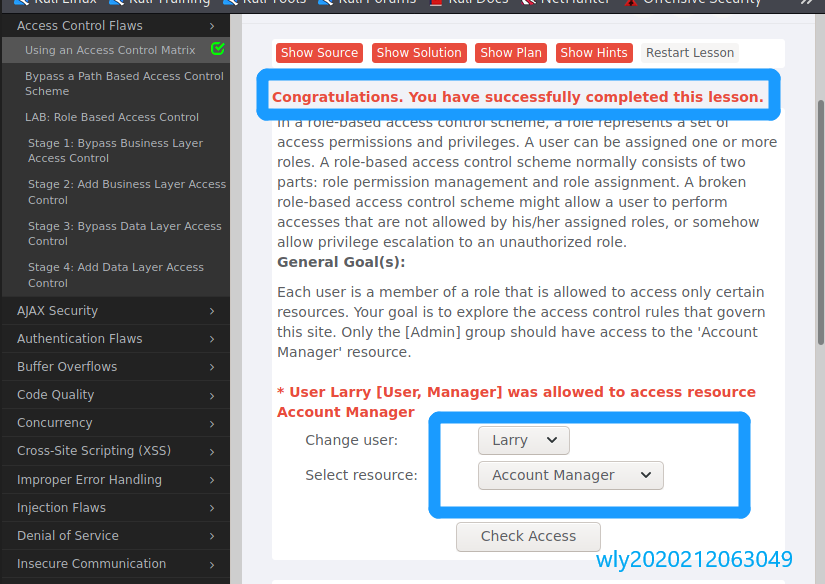 Kali Linux
Kali Training
Kali Tools
Kali Forums
Kali Docs
NetHunter
Offensive Security
Access Control Flaws
Using an Access Control Matrix
Bypass a Path Based Access Control
Scheme
LAB: Role Based Access Control
Stage 1: Bypass Business Layer
Access Control
Stage 2: Add Business Layer Access
Control
Stage 3: Bypass Data Layer Access
Control
Stage 4: Add Data Layer Access
Control
AJAX Security
Authentication Flaws
Buffer Overflows
Code Quality
Concurrency
Cross-Site Scripting (XSS)
Improper Error Handling
Injection Flaws
Denial of Service
Insecure Communication
Show Source
Show Solution
Show Plan
Show Hints
Restart Lesson
Congratulations. You have successfully completed this lesson.
In a role-based access control scheme, a role represents a set of
access permissions and privileges. A user can be assigned one or more
roles. A role-based access control scheme normally consists of two
parts: role permission management and role assignment. A broken
role-based access control scheme might allow a user to perform
accesses that are not allowed by his/her assigned roles, or somehow
allow privilege escalation to an unauthorized role.
General Goal(s):
Each user is a member of a role that is allowed to access only certain
resources. Your goal is to explore the access control rules that govern
this site. Only the [Admin] group should have access to the 'Account
Manager' resource.
* User Larry [User, Manager] was allowed to access resource
Account Manager
Change user:
Larry
Select resource:
Account Manager
Check Access
wly2020212063049